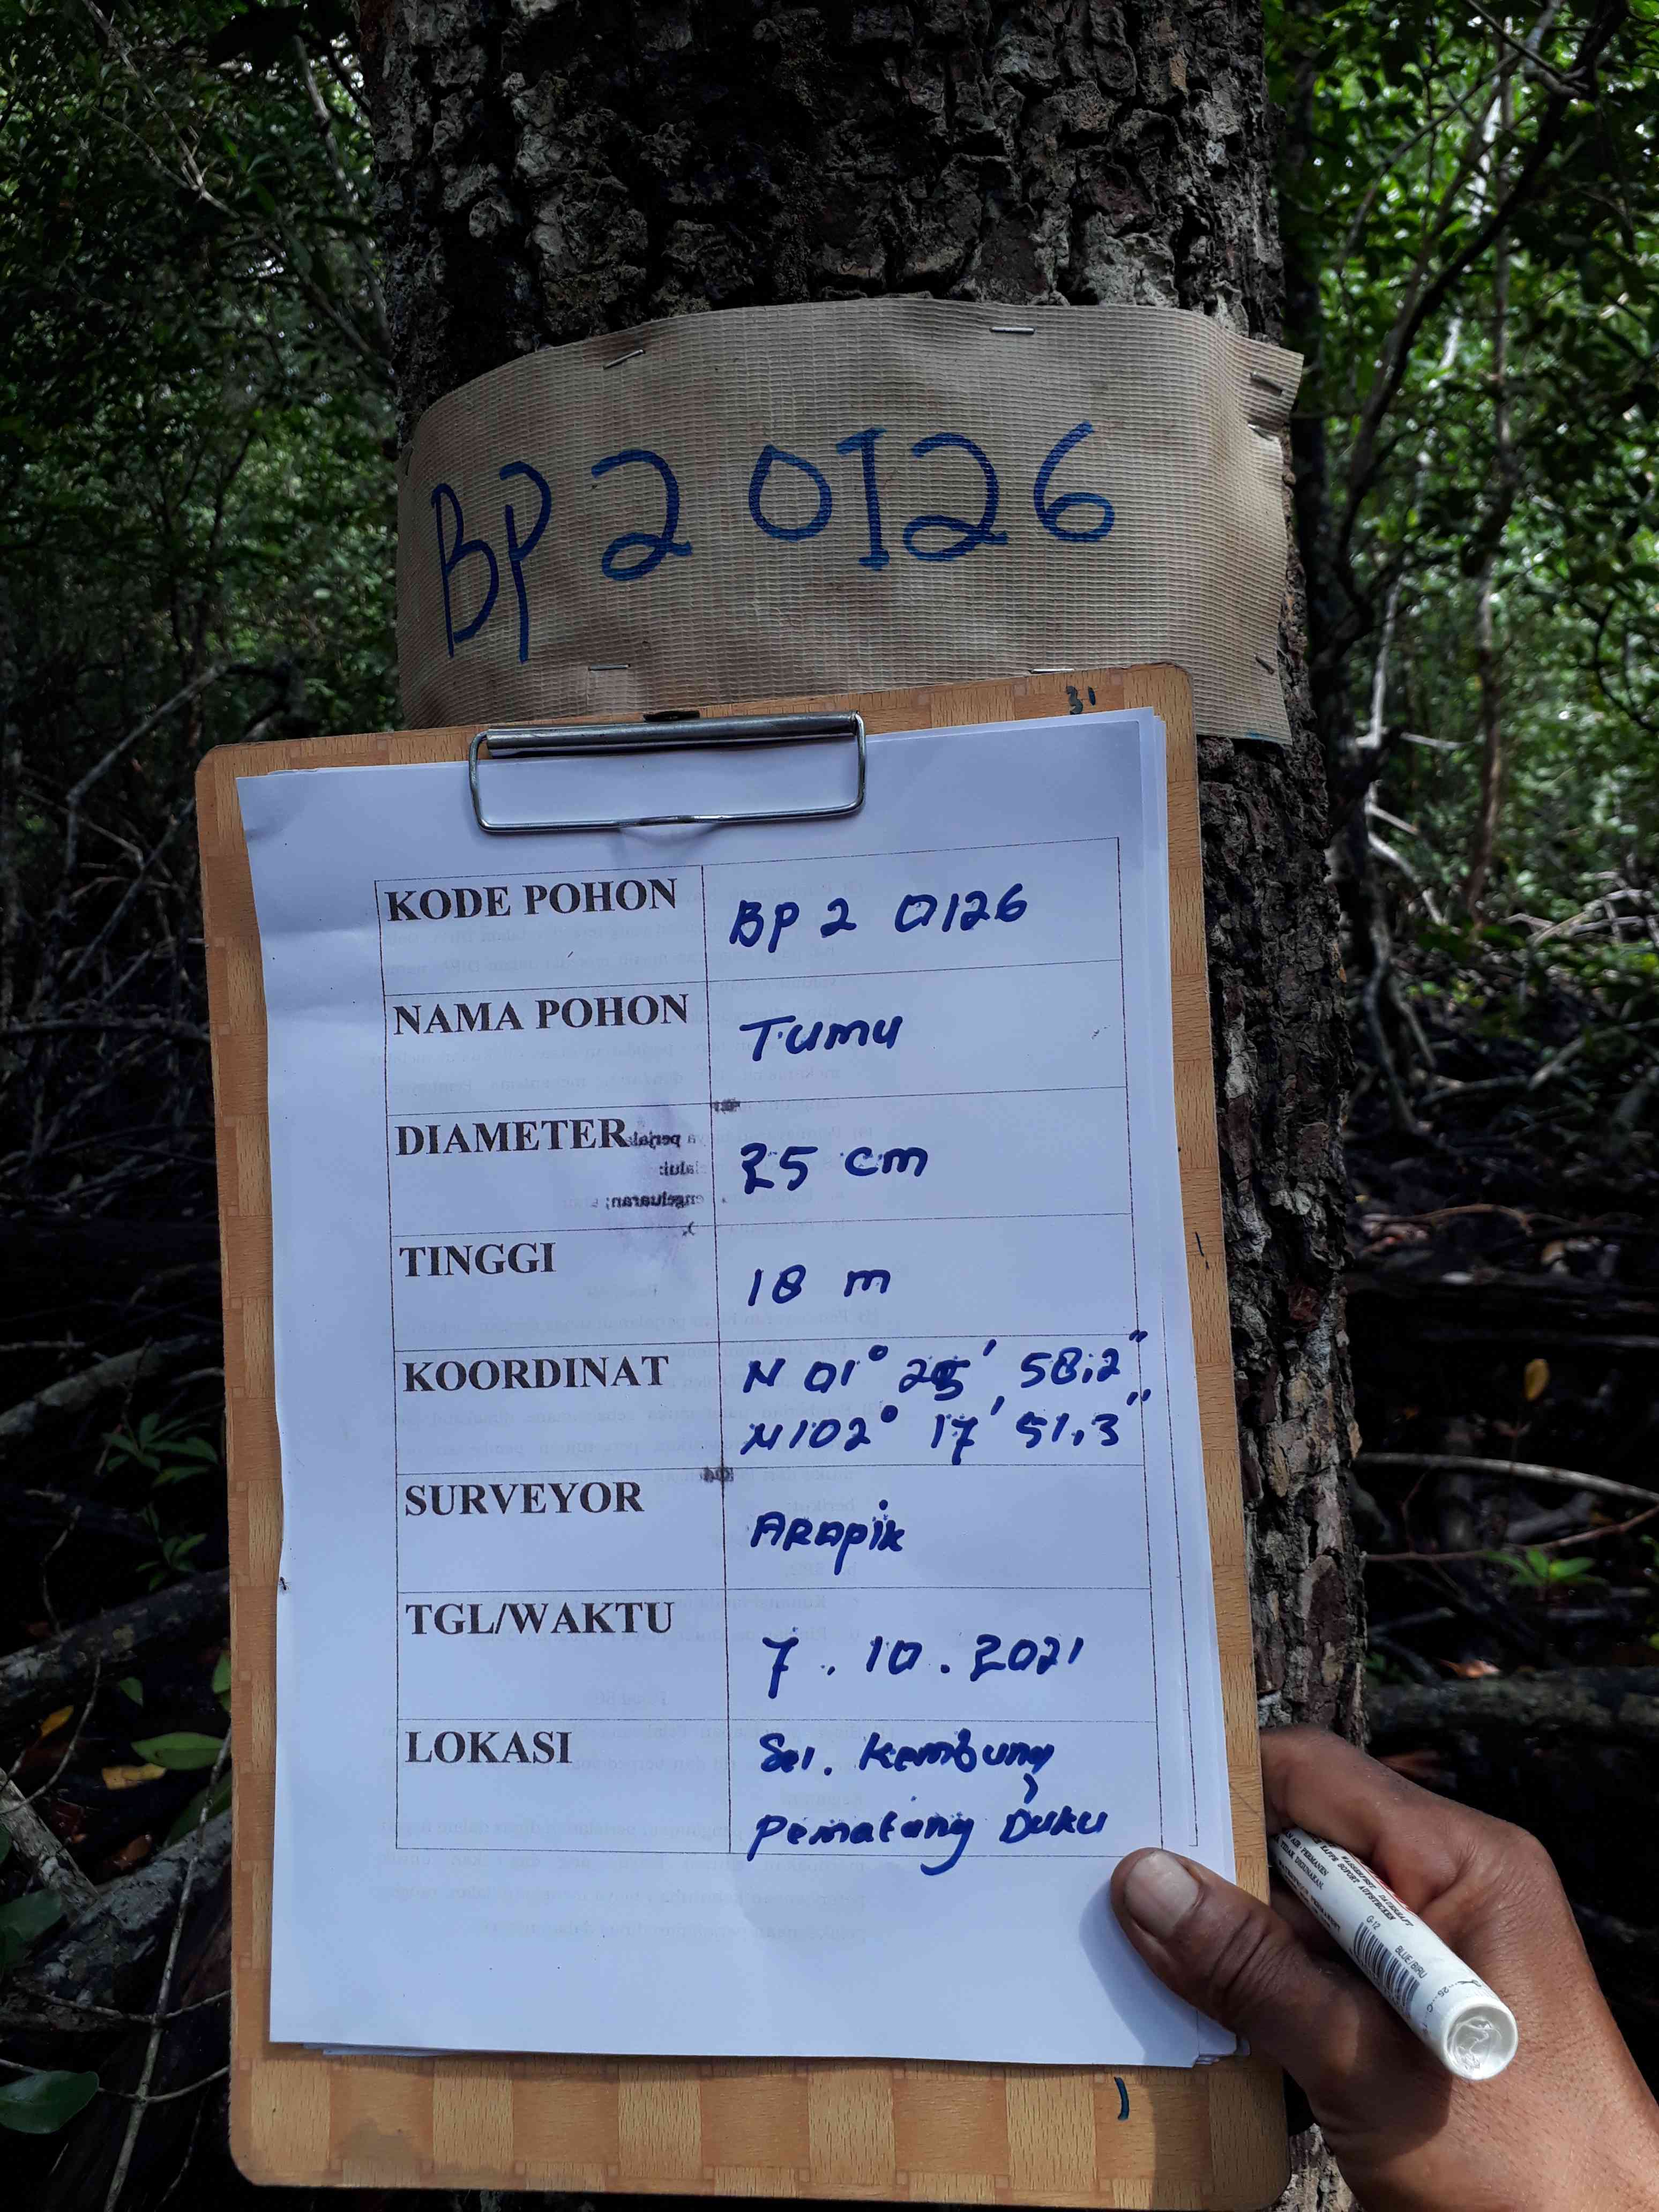 BP 2 0126
31
KODE POHON BP 2 0126
NAMA POHON Tumu
DIAMETER 25 cm
TINGGI 18 m
KOORDINAT N 01° 25' 58,2"
N 102° 17' 51,3"
SURVEYOR ARAPIK
TGL/WAKTU 7 . 10 . 2021
LOKASI Sei. Kembung,
Pematang Duku
G-12
BLUE/BIRU